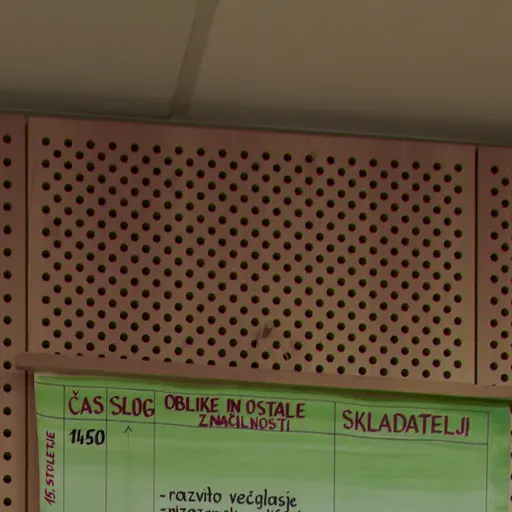 ČAS SLOG OBLIKE IN OSTALE ZNAČILNOSTI SKLADATELJI
15. STOLETJE
1450
- razvito večglasje